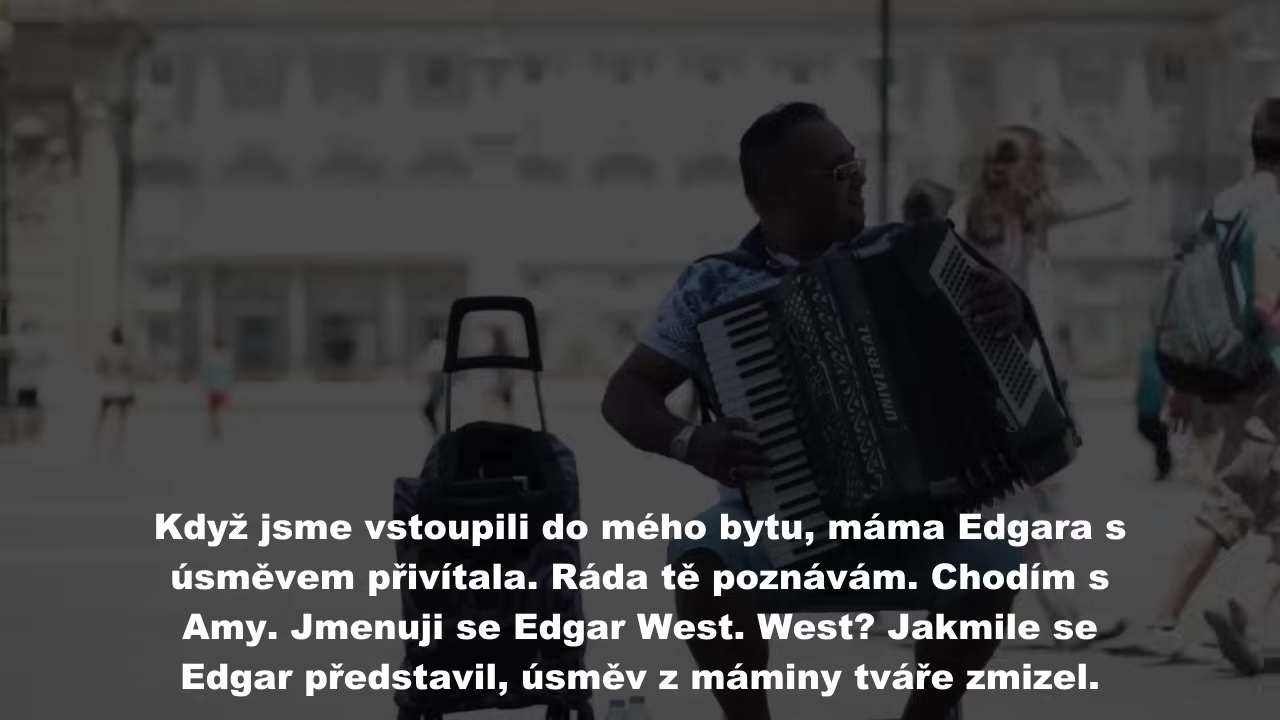 UNIVERSAL
Když jsme vstoupili do mého bytu, máma Edgara s
úsměvem přivítala. Ráda tě poznávám. Chodím s
Amy. Jmenuji se Edgar West. West? Jakmile se
Edgar představil, úsměv z máminy tváře zmizel.